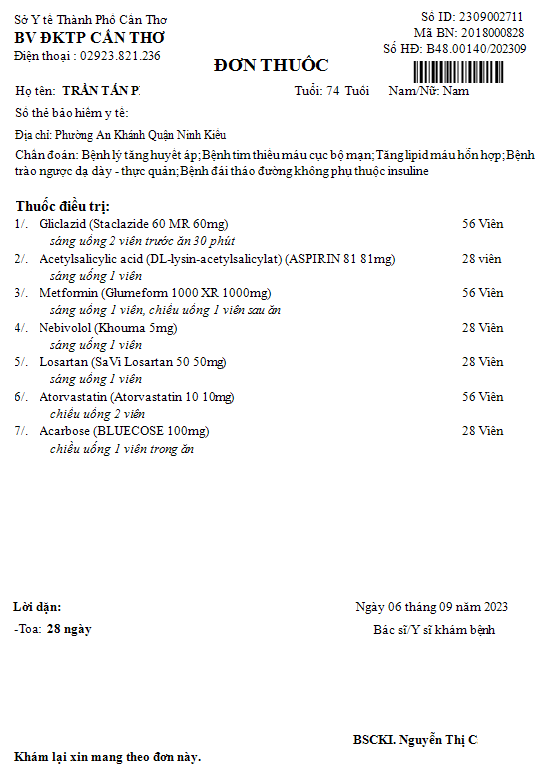 Sở Y tế Thành Phố Cần Thơ
Số ID: 2309002711
BV ĐKTP CẦN THƠ
Mã BN: 2018000828
Điện thoại : 02923.821.236
Số HĐ: B48.00140/202309
ĐƠN THUỐC
Họ tên: TRẦN TẤN P. Tuổi: 74 Tuổi Nam/Nữ: Nam
Số thẻ bảo hiểm y tế:
Địa chỉ: Phường An Khánh Quận Ninh Kiều
Chẩn đoán: Bệnh lý tăng huyết áp; Bệnh tim thiếu máu cục bộ mạn; Tăng lipid máu hỗn hợp; Bệnh
trào ngược dạ dày - thực quản; Bệnh đái tháo đường không phụ thuộc insuline
Thuốc điều trị:
1/. Gliclazid (Staclazide 60 MR 60mg) 56 Viên
sáng uống 2 viên trước ăn 30 phút
2/. Acetylsalicylic acid (DL-lysin-acetylsalicylat) (ASPIRIN 81 81mg) 28 viên
sáng uống 1 viên
3/. Metformin (Glumeform 1000 XR 1000mg) 56 Viên
sáng uống 1 viên, chiều uống 1 viên sau ăn
4/. Nebivolol (Khouma 5mg) 28 Viên
sáng uống 1 viên
5/. Losartan (SaVi Losartan 50 50mg) 28 Viên
sáng uống 1 viên
6/. Atorvastatin (Atorvastatin 10 10mg) 56 Viên
chiều uống 2 viên
7/. Acarbose (BLUECOSE 100mg) 28 Viên
chiều uống 1 viên trong ăn
Lời dặn:
Ngày 06 tháng 09 năm 2023
-Toa: 28 ngày
Bác sĩ/Y sĩ khám bệnh
BSCKI. Nguyễn Thị C
Khám lại xin mang theo đơn này.